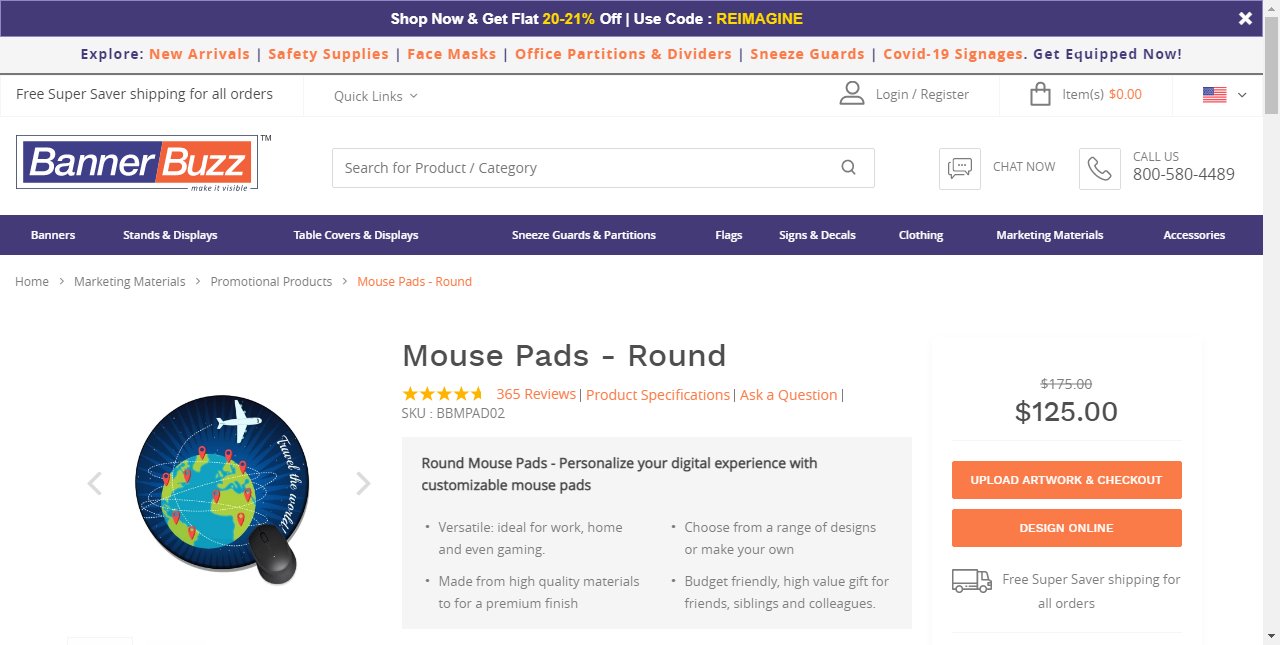 Shop Now & Get Flat 20-21% Off | Use Code : REIMAGINE
Explore: New Arrivals | Safety Supplies | Face Masks | Office Partitions & Dividers | Sneeze Guards | Covid-19 Signages. Get Equipped Now!
Free Super Saver shipping for all orders
Quick Links
Login / Register
Item(s) $0.00
BannerBuzz TM
make it visible
Search for Product / Category
CHAT NOW
CALL US
800-580-4489
Banners Stands & Displays Table Covers & Displays Sneeze Guards & Partitions Flags Signs & Decals Clothing Marketing Materials Accessories
Home > Marketing Materials > Promotional Products > Mouse Pads - Round
Travel the world!
Mouse Pads - Round
365 Reviews | Product Specifications | Ask a Question |
SKU : BBMPAD02
Round Mouse Pads - Personalize your digital experience with
customizable mouse pads
• Versatile: ideal for work, home
and even gaming.
• Made from high quality materials
to for a premium finish
• Choose from a range of designs
or make your own
• Budget friendly, high value gift for
friends, siblings and colleagues.
$175.00
$125.00
UPLOAD ARTWORK & CHECKOUT
DESIGN ONLINE
Free Super Saver shipping for
all orders